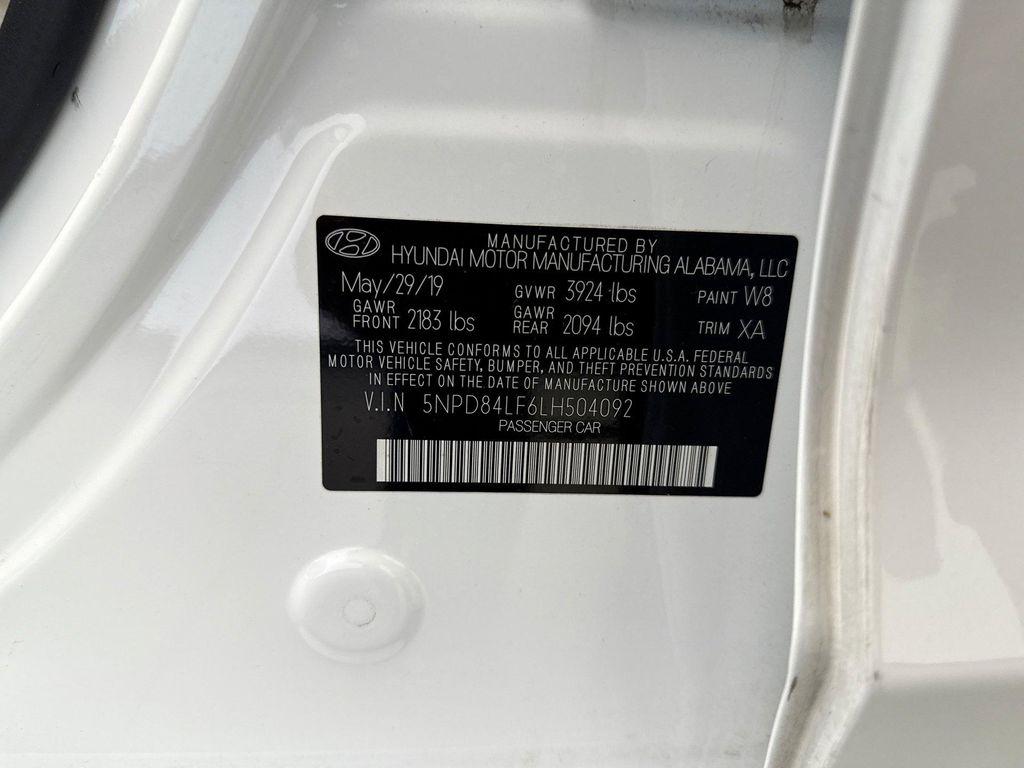 MANUFACTURED BY
HYUNDAI MOTOR MANUFACTURING ALABAMA, LLC
May/29/19 GVWR 3924 lbs PAINT W8
GAWR FRONT 2183 lbs GAWR REAR 2094 lbs TRIM XA
THIS VEHICLE CONFORMS TO ALL APPLICABLE U.S.A. FEDERAL
MOTOR VEHICLE SAFETY, BUMPER, AND THEFT PREVENTION STANDARDS
IN EFFECT ON THE DATE OF MANUFACTURE SHOWN ABOVE
V.I.N 5NPD84LF6LH504092
PASSENGER CAR